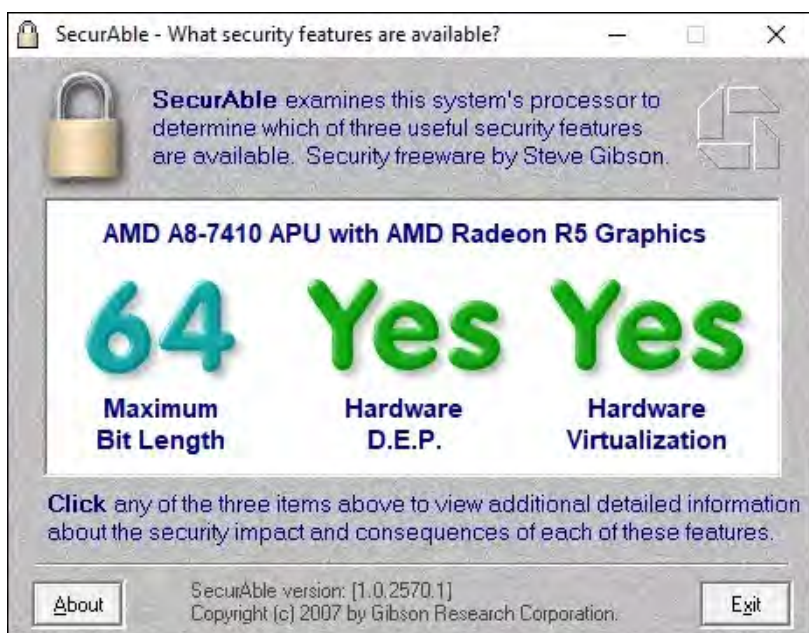 SecurAble - What security features are available?
SecurAble examines this system's processor to
determine which of three useful security features
are available. Security freeware by Steve Gibson.
AMD A8-7410 APU with AMD Radeon R5 Graphics
64 Yes Yes
Maximum Hardware Hardware
Bit Length D.E.P. Virtualization
Click any of the three items above to view additional detailed information
about the security impact and consequences of each of these features.
About
SecurAble version: [1.0.2570.1]
Copyright (c) 2007 by Gibson Research Corporation.
Exit